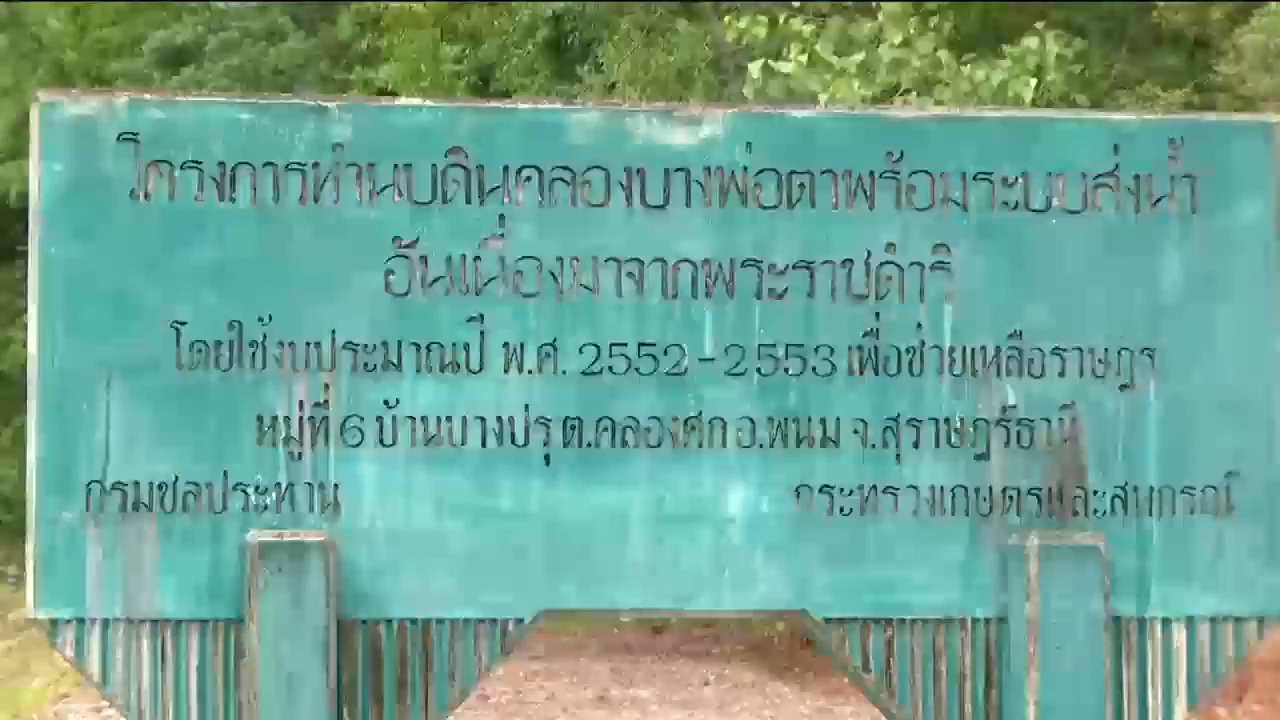 โครงการทำนบดินคลองบางพ่อตาพร้อมระบบส่งน้ำ
อันเนื่องมาจากพระราชดำริ
โดยใช้งบประมาณปี พ.ศ. 2552 - 2553 เพื่อช่วยเหลือราษฎร
หมู่ที่ 6 บ้านบางปรุ ต.คลองศก อ.พนม จ.สุราษฎร์ธานี
กรมชลประทาน กระทรวงเกษตรและสหกรณ์